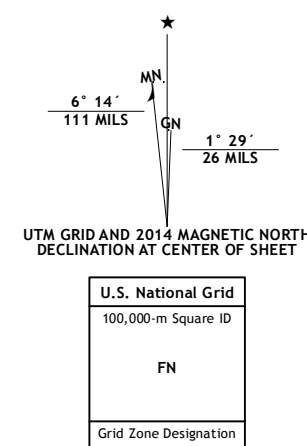 MN.
GN
6° 14´
111 MILS
1° 29´
26 MILS
UTM GRID AND 2014 MAGNETIC NORTH
DECLINATION AT CENTER OF SHEET
U.S. National Grid
100,000-m Square ID
FN
Grid Zone Designation